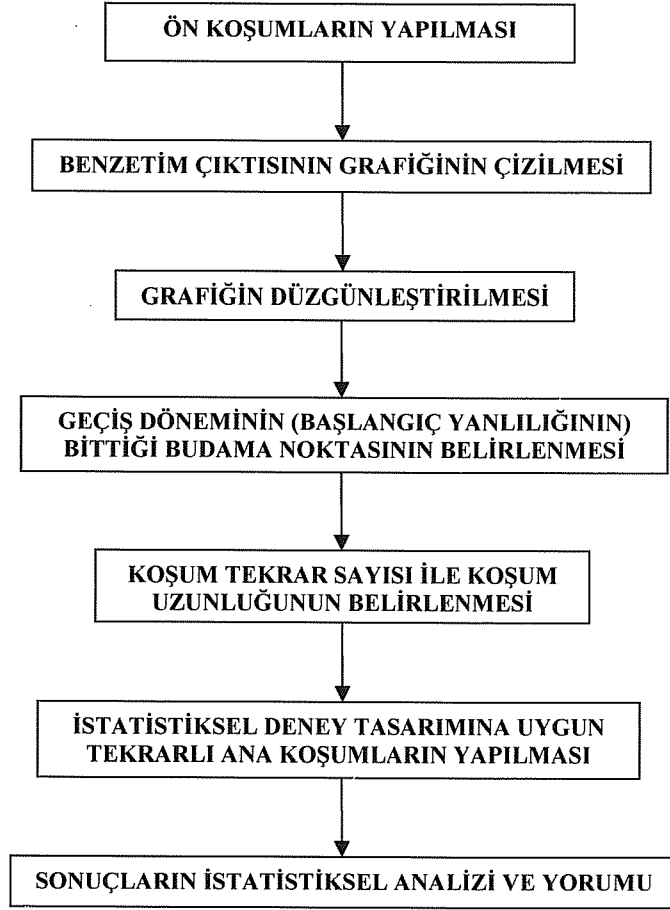 ÖN KOŞUMLARIN YAPILMASI
BENZETİM ÇIKTISININ GRAFİĞİNİN ÇİZİLMESİ
GRAFİĞİN DÜZGÜNLEŞTİRİLMESİ
GEÇİŞ DÖNEMİNİN (BAŞLANGIÇ YANLILIĞININ)
BİTTİĞİ BUDAMA NOKTASININ BELİRLENMESİ
KOŞUM TEKRAR SAYISI İLE KOŞUM
UZUNLUĞUNUN BELİRLENMESİ
İSTATİSTİKSEL DENEY TASARIMINA UYGUN
TEKRARLI ANA KOŞUMLARIN YAPILMASI
SONUÇLARIN İSTATİSTİKSEL ANALİZİ VE YORUMU